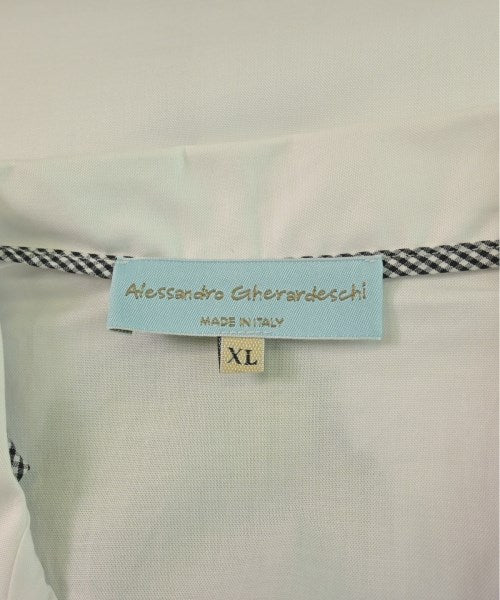 Alessandro Gherardeschi
MADE IN ITALY
XL